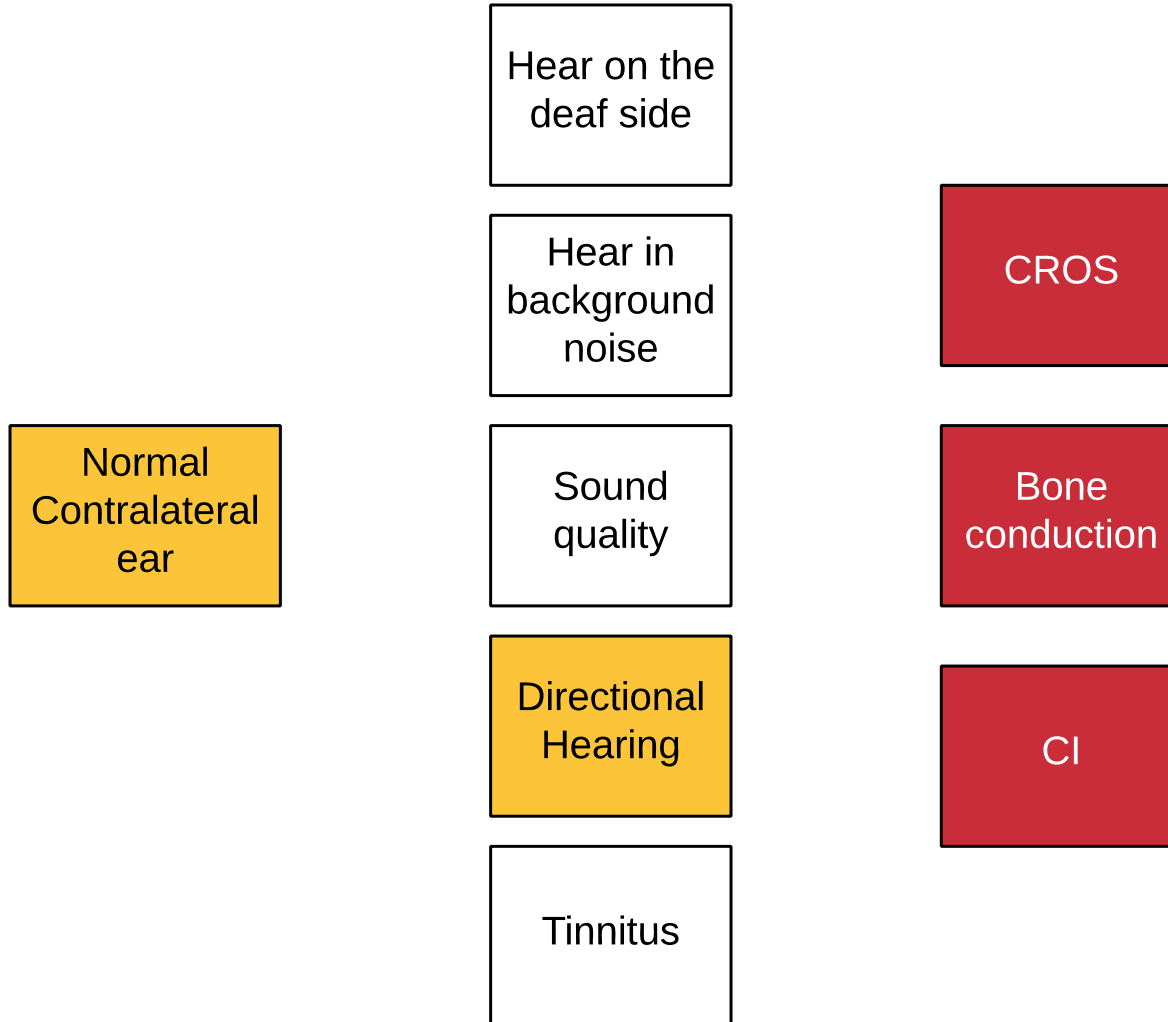 Hear on the
deaf side
Hear in
background
noise
Normal
Contralateral
ear
Sound
quality
Directional
Hearing
Tinnitus
CROS
Bone
conduction
CI